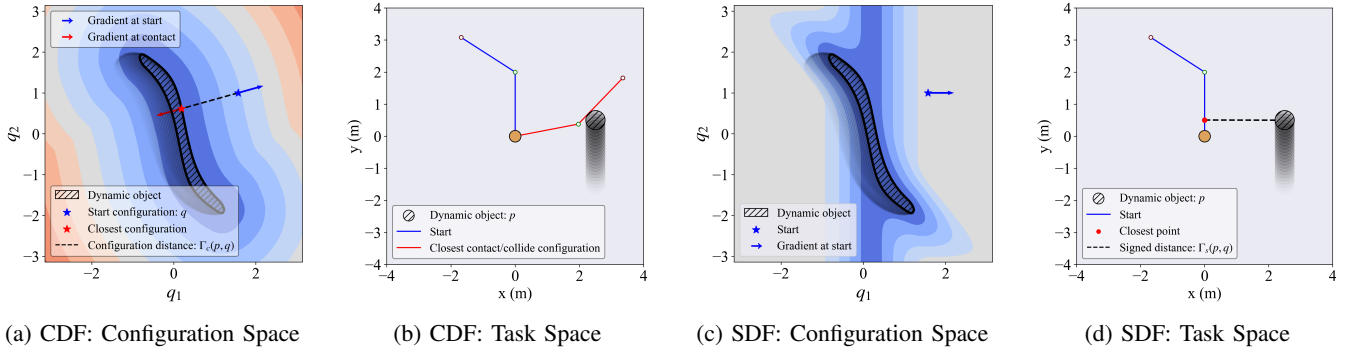 Gradient at start
Gradient at contact
3
2
1
0
−1
−2
−3
q2
Dynamic object
Start configuration: q
Closest configuration
Configuration distance: Γc(p, q)
−2
0
2
q1
(a) CDF: Configuration Space
4
3
2
1
0
−1
−2
−3
−4
y (m)
Dynamic object: p
Start
Closest contact/collide configuration
−4
−2
0
2
4
x (m)
(b) CDF: Task Space
3
2
1
0
−1
−2
−3
q2
Dynamic object
Start
Gradient at start
−2
0
2
q1
(c) SDF: Configuration Space
4
3
2
1
0
−1
−2
−3
−4
y (m)
Dynamic object: p
Start
Closest point
Signed distance: Γs(p, q)
−4
−2
0
2
4
x (m)
(d) SDF: Task Space